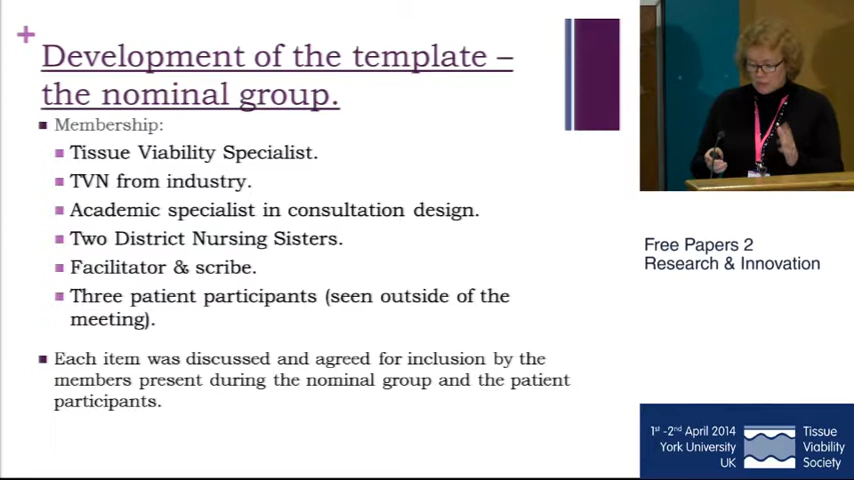 +
Development of the template –
the nominal group.
Membership:
Tissue Viability Specialist.
TVN from industry.
Academic specialist in consultation design.
Two District Nursing Sisters.
Facilitator & scribe.
Three patient participants (seen outside of the
meeting).
Each item was discussed and agreed for inclusion by the
members present during the nominal group and the patient
participants.
Free Papers 2
Research & Innovation
1st -2nd April 2014
York University
UK
Tissue
Viability
Society